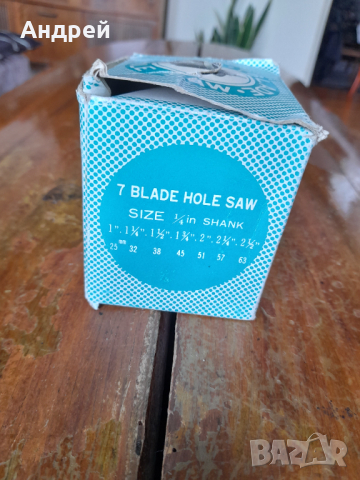 Андрей
7 BLADE HOLE SAW
SIZE ¼ in SHANK
1". 1¼". 1½". 1¾". 2". 2¼". 2½"
25 mm 32 38 45 51 57 63
BAZAR